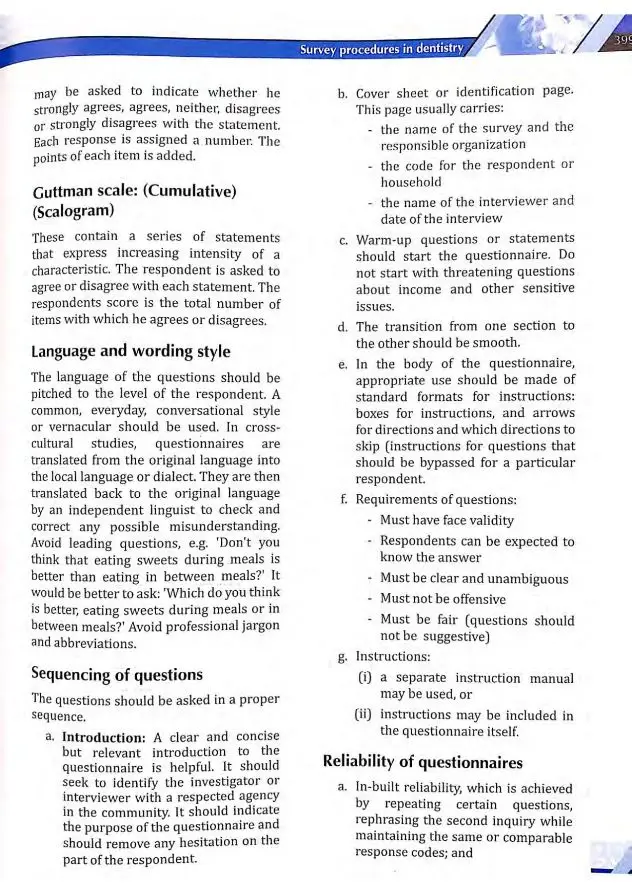 Survey procedures in dentistry
399
may be asked to indicate whether he
strongly agrees, agrees, neither, disagrees
or strongly disagrees with the statement.
Each response is assigned a number. The
points of each item is added.
Guttman scale: (Cumulative)
(Scalogram)
These contain a series of statements
that express increasing intensity of a
characteristic. The respondent is asked to
agree or disagree with each statement. The
respondents score is the total number of
items with which he agrees or disagrees.
Language and wording style
The language of the questions should be
pitched to the level of the respondent. A
common, everyday, conversational style
or vernacular should be used. In cross-
cultural studies, questionnaires are
translated from the original language into
the local language or dialect. They are then
translated back to the original language
by an independent linguist to check and
correct any possible misunderstanding.
Avoid leading questions, e.g. 'Don't you
think that eating sweets during meals is
better than eating in between meals?' It
would be better to ask: 'Which do you think
is better, eating sweets during meals or in
between meals?' Avoid professional jargon
and abbreviations.
Sequencing of questions
The questions should be asked in a proper
sequence.
a. Introduction: A clear and concise
but relevant introduction to the
questionnaire is helpful. It should
seek to identify the investigator or
interviewer with a respected agency
in the community. It should indicate
the purpose of the questionnaire and
should remove any hesitation on the
part of the respondent.
b. Cover sheet or identification page.
This page usually carries:
- the name of the survey and the
responsible organization
- the code for the respondent or
household
- the name of the interviewer and
date of the interview
c. Warm-up questions or statements
should start the questionnaire. Do
not start with threatening questions
about income and other sensitive
issues.
d. The transition from one section to
the other should be smooth.
e. In the body of the questionnaire,
appropriate use should be made of
standard formats for instructions:
boxes for instructions, and arrows
for directions and which directions to
skip (instructions for questions that
should be bypassed for a particular
respondent.
f. Requirements of questions:
- Must have face validity
- Respondents can be expected to
know the answer
- Must be clear and unambiguous
- Must not be offensive
- Must be fair (questions should
not be suggestive)
g. Instructions:
(i) a separate instruction manual
may be used, or
(ii) instructions may be included in
the questionnaire itself.
Reliability of questionnaires
a. In-built reliability, which is achieved
by repeating certain questions,
rephrasing the second inquiry while
maintaining the same or comparable
response codes; and